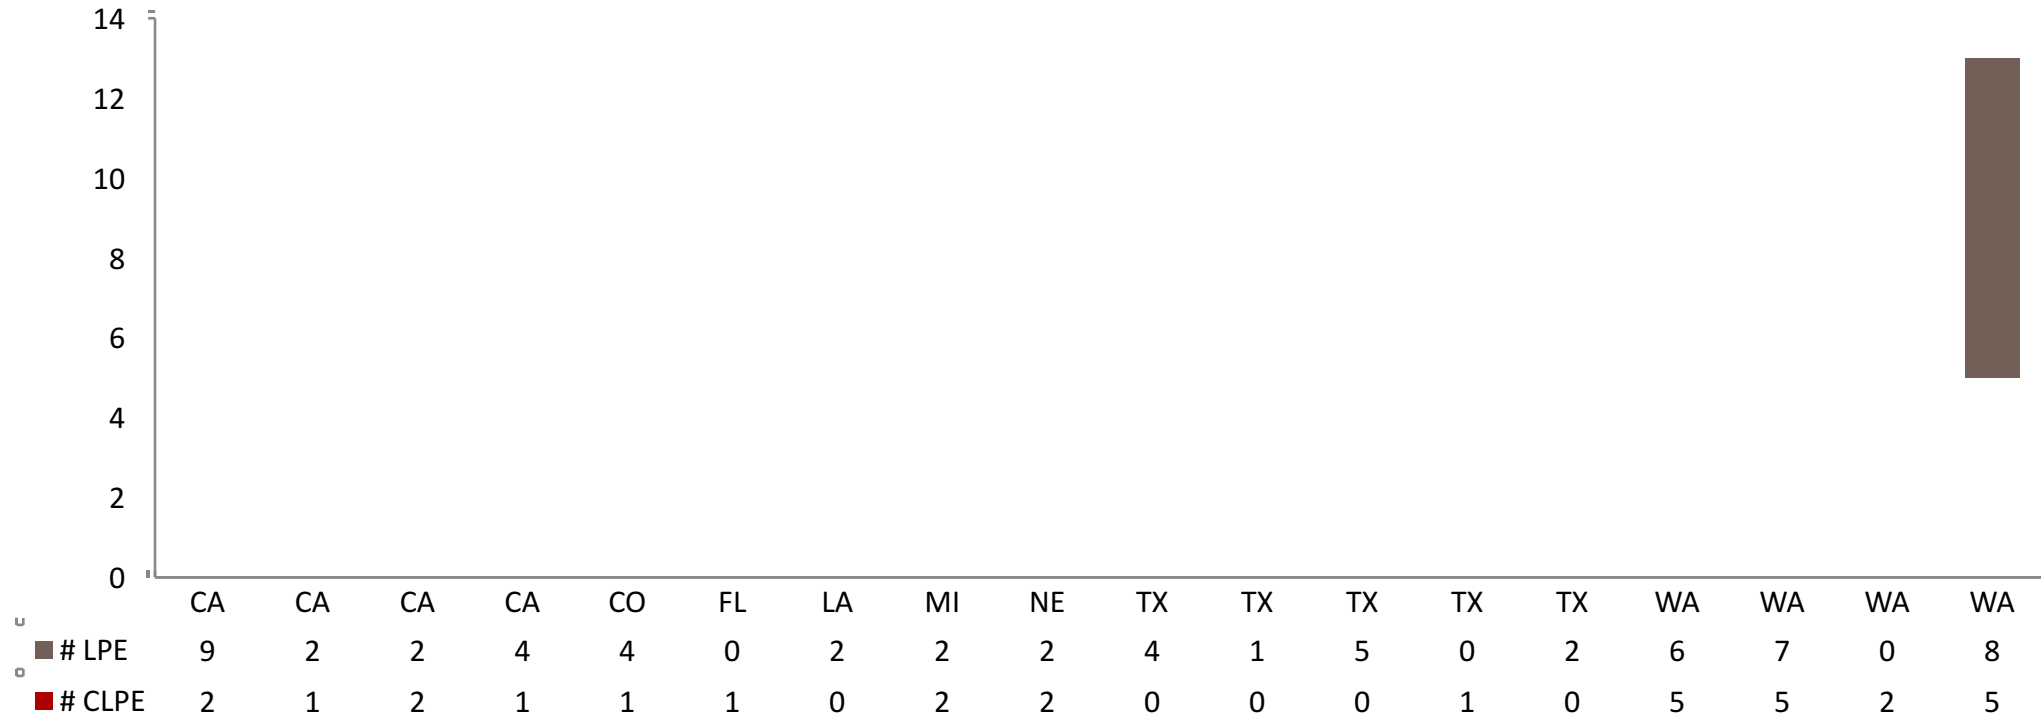 14
12
10
8
6
4
2
0
CA CA CA CA CO FL LA MI NE TX TX TX TX TX WA WA WA WA
# LPE 9 2 2 4 4 0 2 2 2 4 1 5 0 2 6 7 0 8
# CLPE 2 1 2 1 1 1 0 2 2 0 0 0 1 0 5 5 2 5